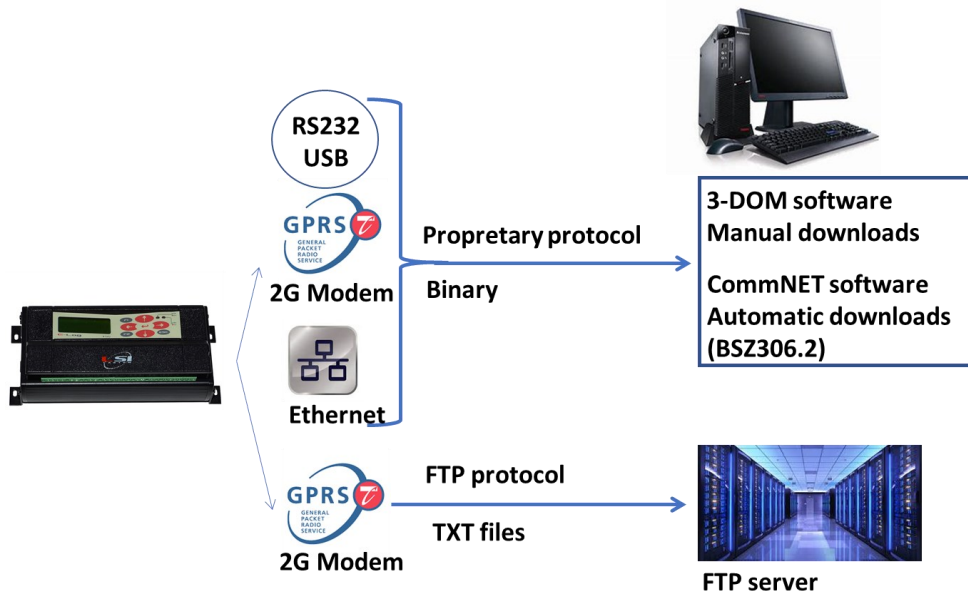 RS232
USB
GPRS
GENERAL
PACKET
RADIO
SERVICE
2G Modem
Ethernet
Propretary protocol
Binary
3-DOM software
Manual downloads
CommNET software
Automatic downloads
(BSZ306.2)
LSI
GPRS
GENERAL
PACKET
RADIO
SERVICE
2G Modem
FTP protocol
TXT files
FTP server